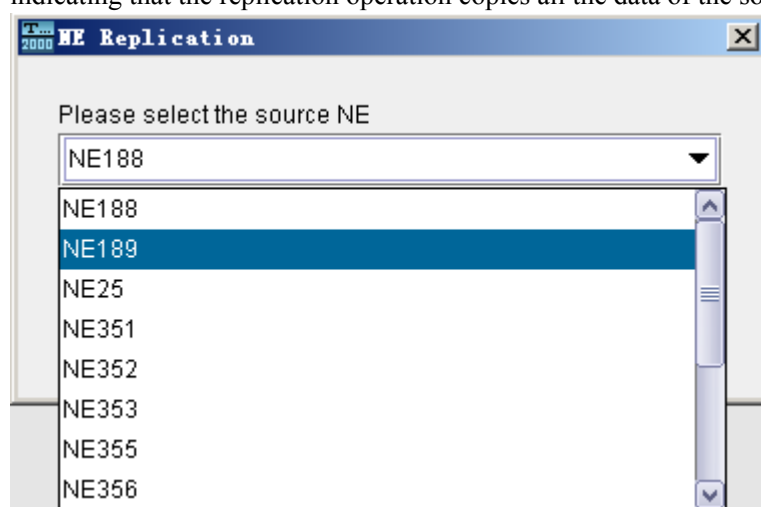 indicating that the replication operation copies all the data of the so
T...
2000 NE Replication
Please select the source NE
NE188
NE188
NE189
NE25
NE351
NE352
NE353
NE355
NE356